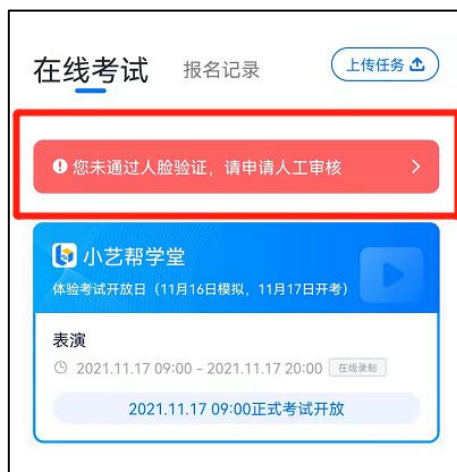 在线考试 报名记录 上传任务
您未通过人脸验证，请申请人工审核
小艺帮学堂
体验考试开放日（11月16日模拟，11月17日开考）
表演
2021.11.17 09:00 - 2021.11.17 20:00 在线录制
2021.11.17 09:00正式考试开放